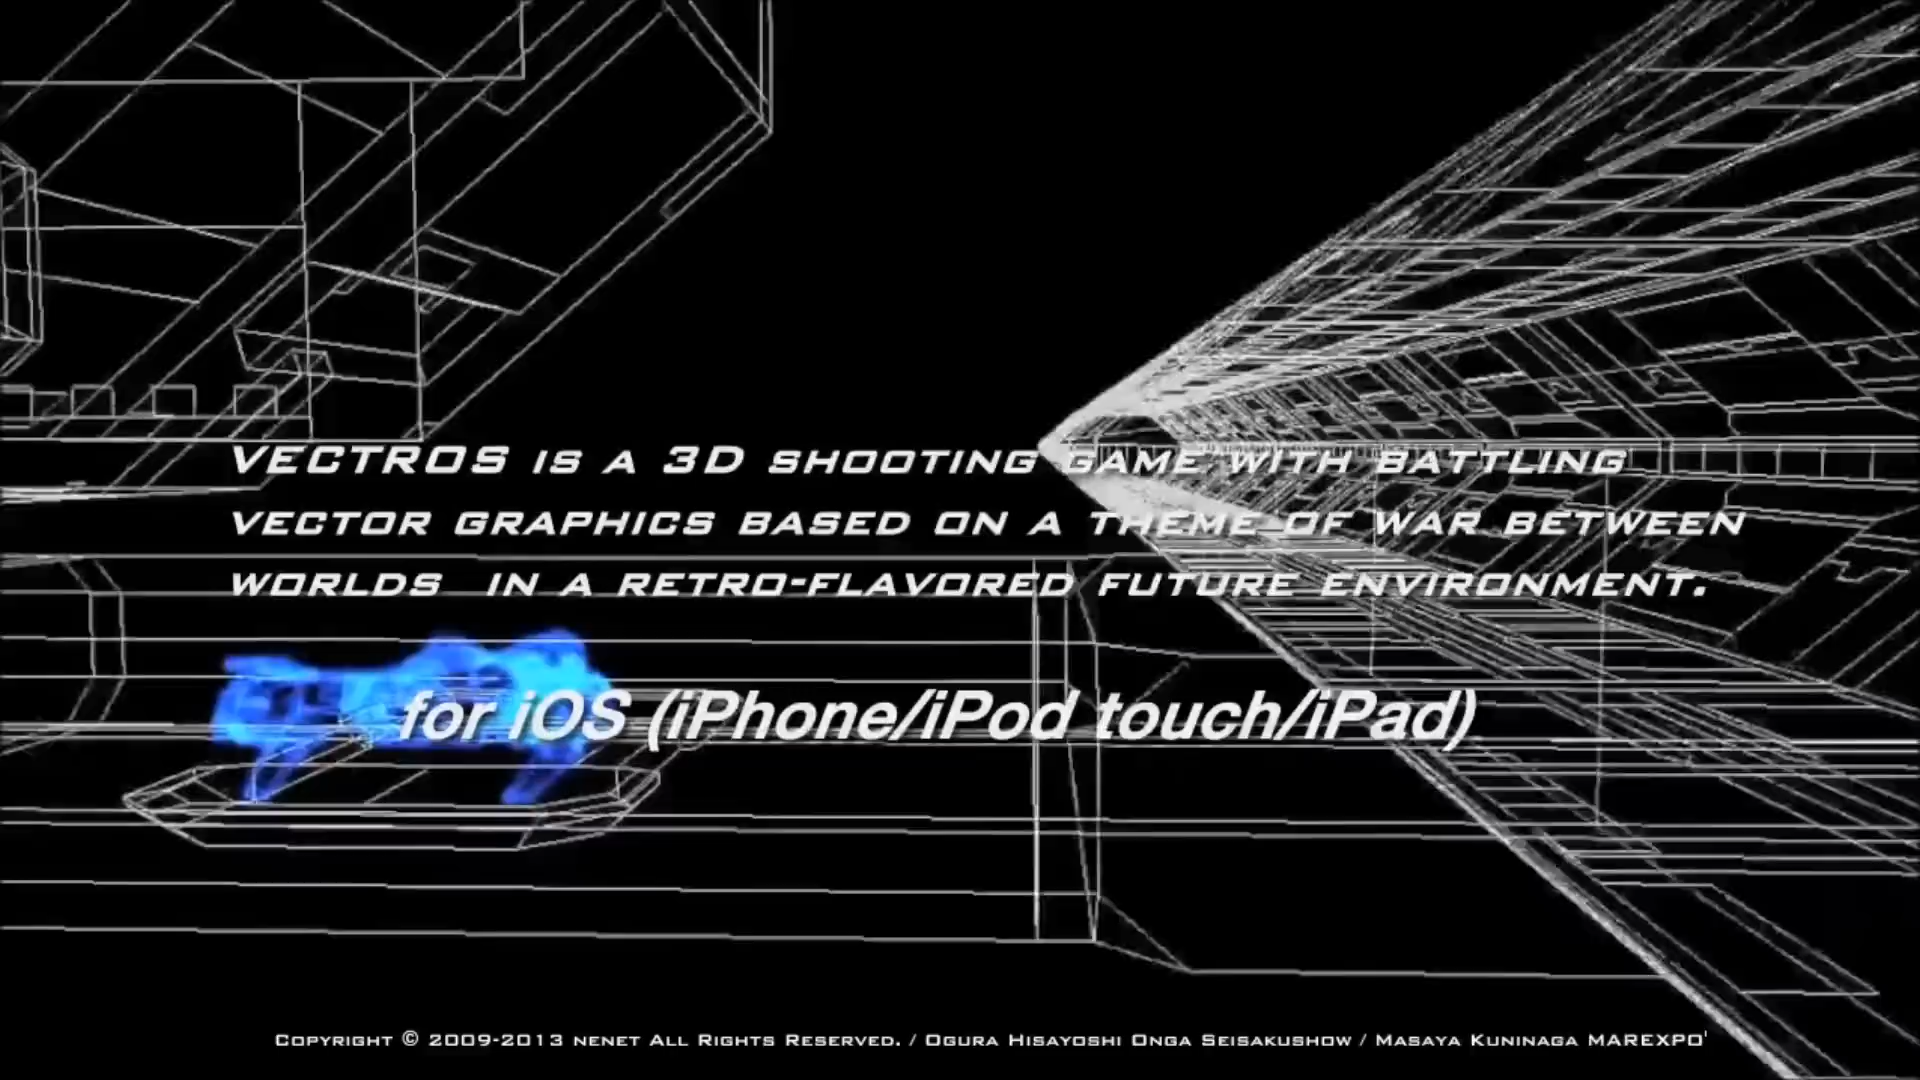 VECTROS IS A 3D SHOOTING GAME WITH BATTLING
VECTOR GRAPHICS BASED ON A THEME OF WAR BETWEEN
WORLDS IN A RETRO-FLAVORED FUTURE ENVIRONMENT.
for iOS (iPhone/iPod touch/iPad)
Copyright © 2009-2013 nenet All Rights Reserved. / Ogura Hisayoshi Onga Seisakushow / Masaya Kuninaga MAREXPO'